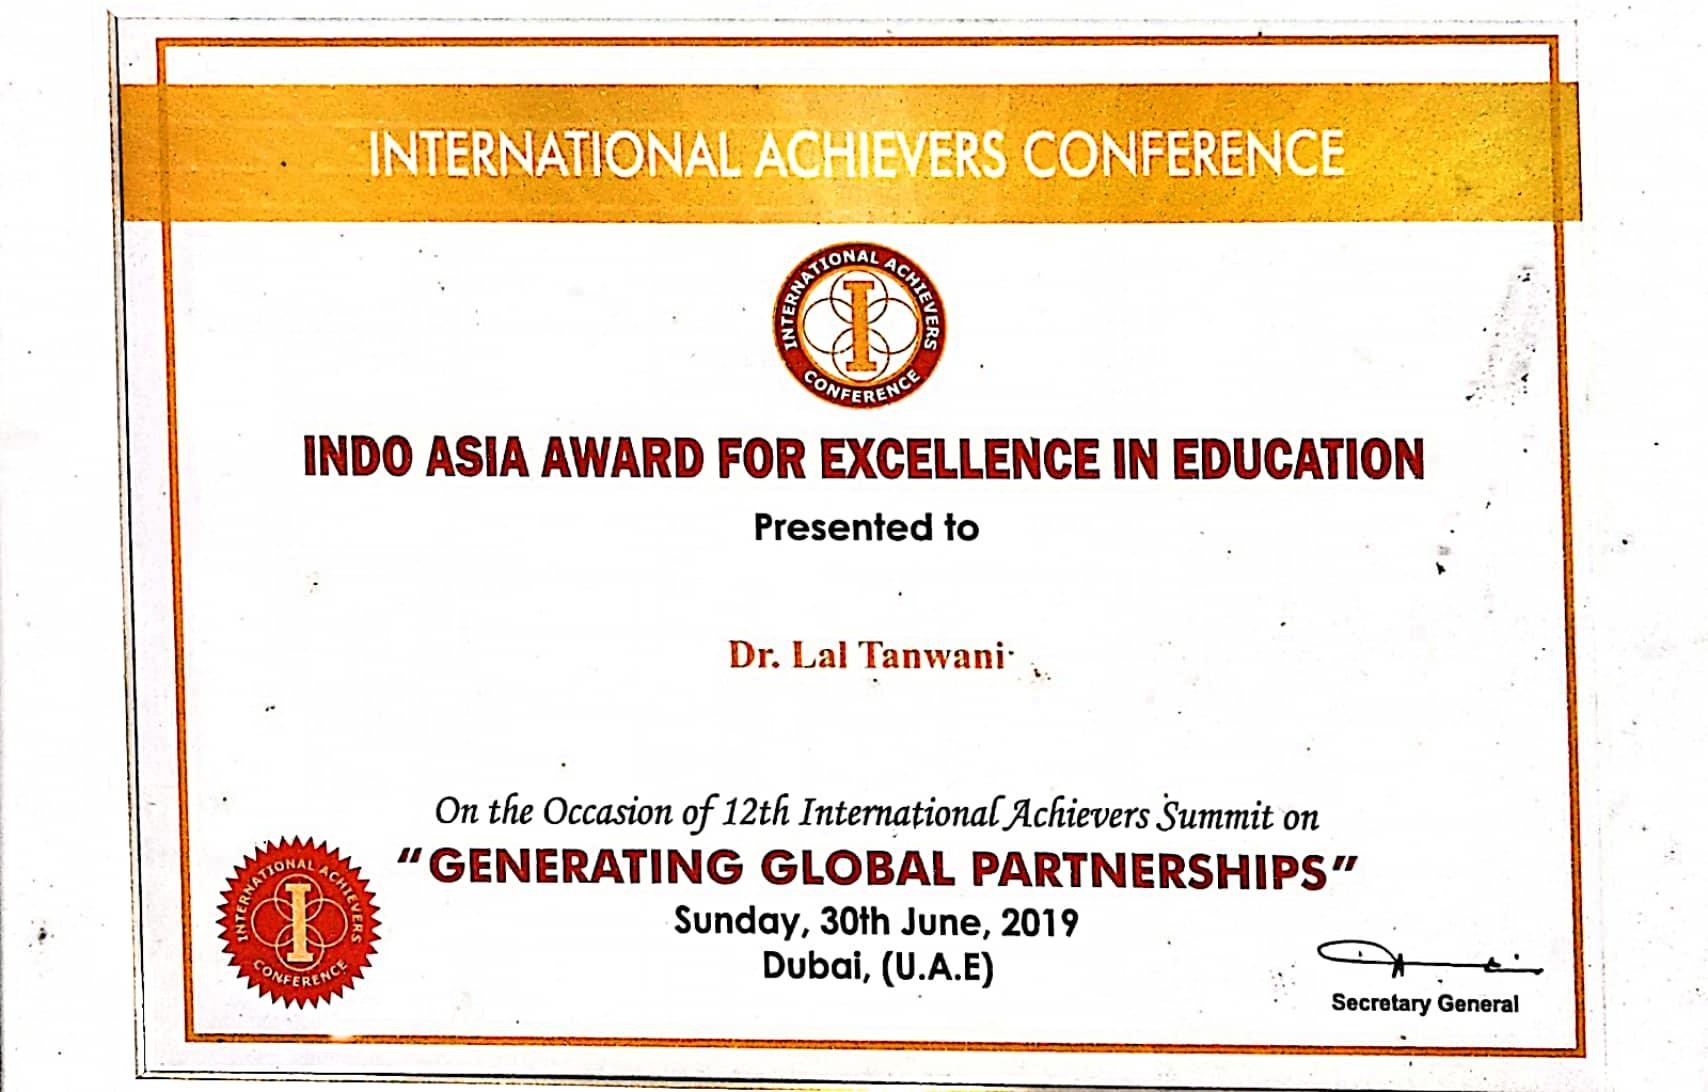 INTERNATIONAL ACHIEVERS CONFERENCE
INTERNATIONAL ACHIEVERS
I
CONFERENCE
INDO ASIA AWARD FOR EXCELLENCE IN EDUCATION
Presented to
Dr. Lal Tanwani
On the Occasion of 12th International Achievers Summit on
"GENERATING GLOBAL PARTNERSHIPS"
Sunday, 30th June, 2019
Dubai, (U.A.E)
INTERNATIONAL ACHIEVERS
I
CONFERENCE
Secretary General